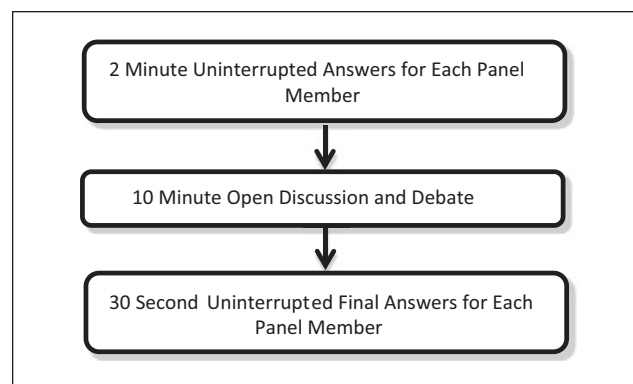 2 Minute Uninterrupted Answers for Each Panel
Member
10 Minute Open Discussion and Debate
30 Second Uninterrupted Final Answers for Each
Panel Member